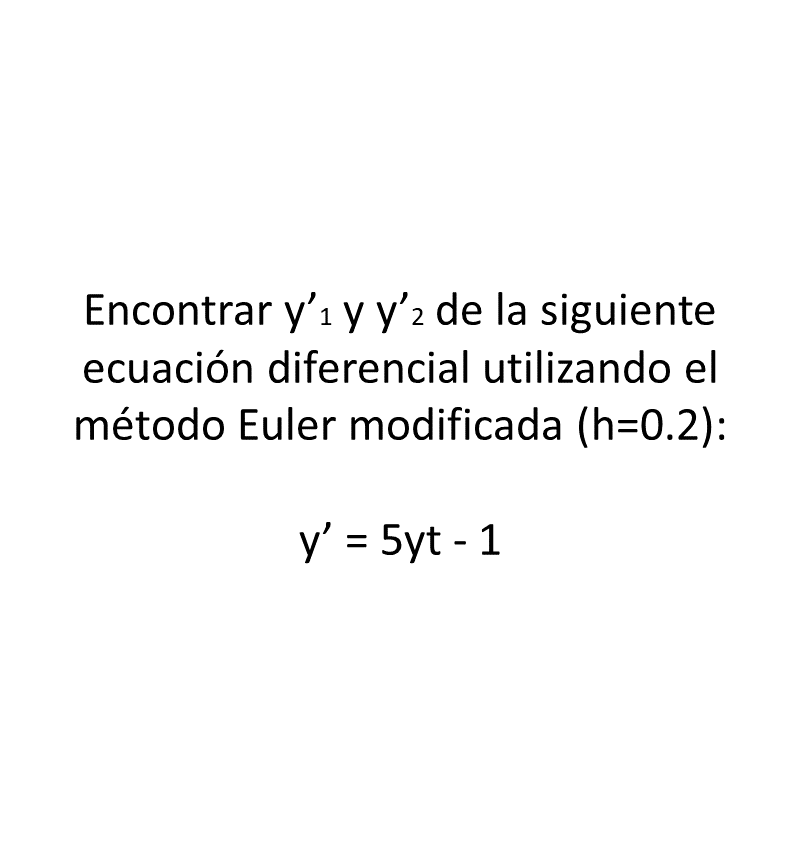 Encontrar y’₁ y y’₂ de la siguiente
ecuación diferencial utilizando el
método Euler modificada (h=0.2):
y’ = 5yt - 1